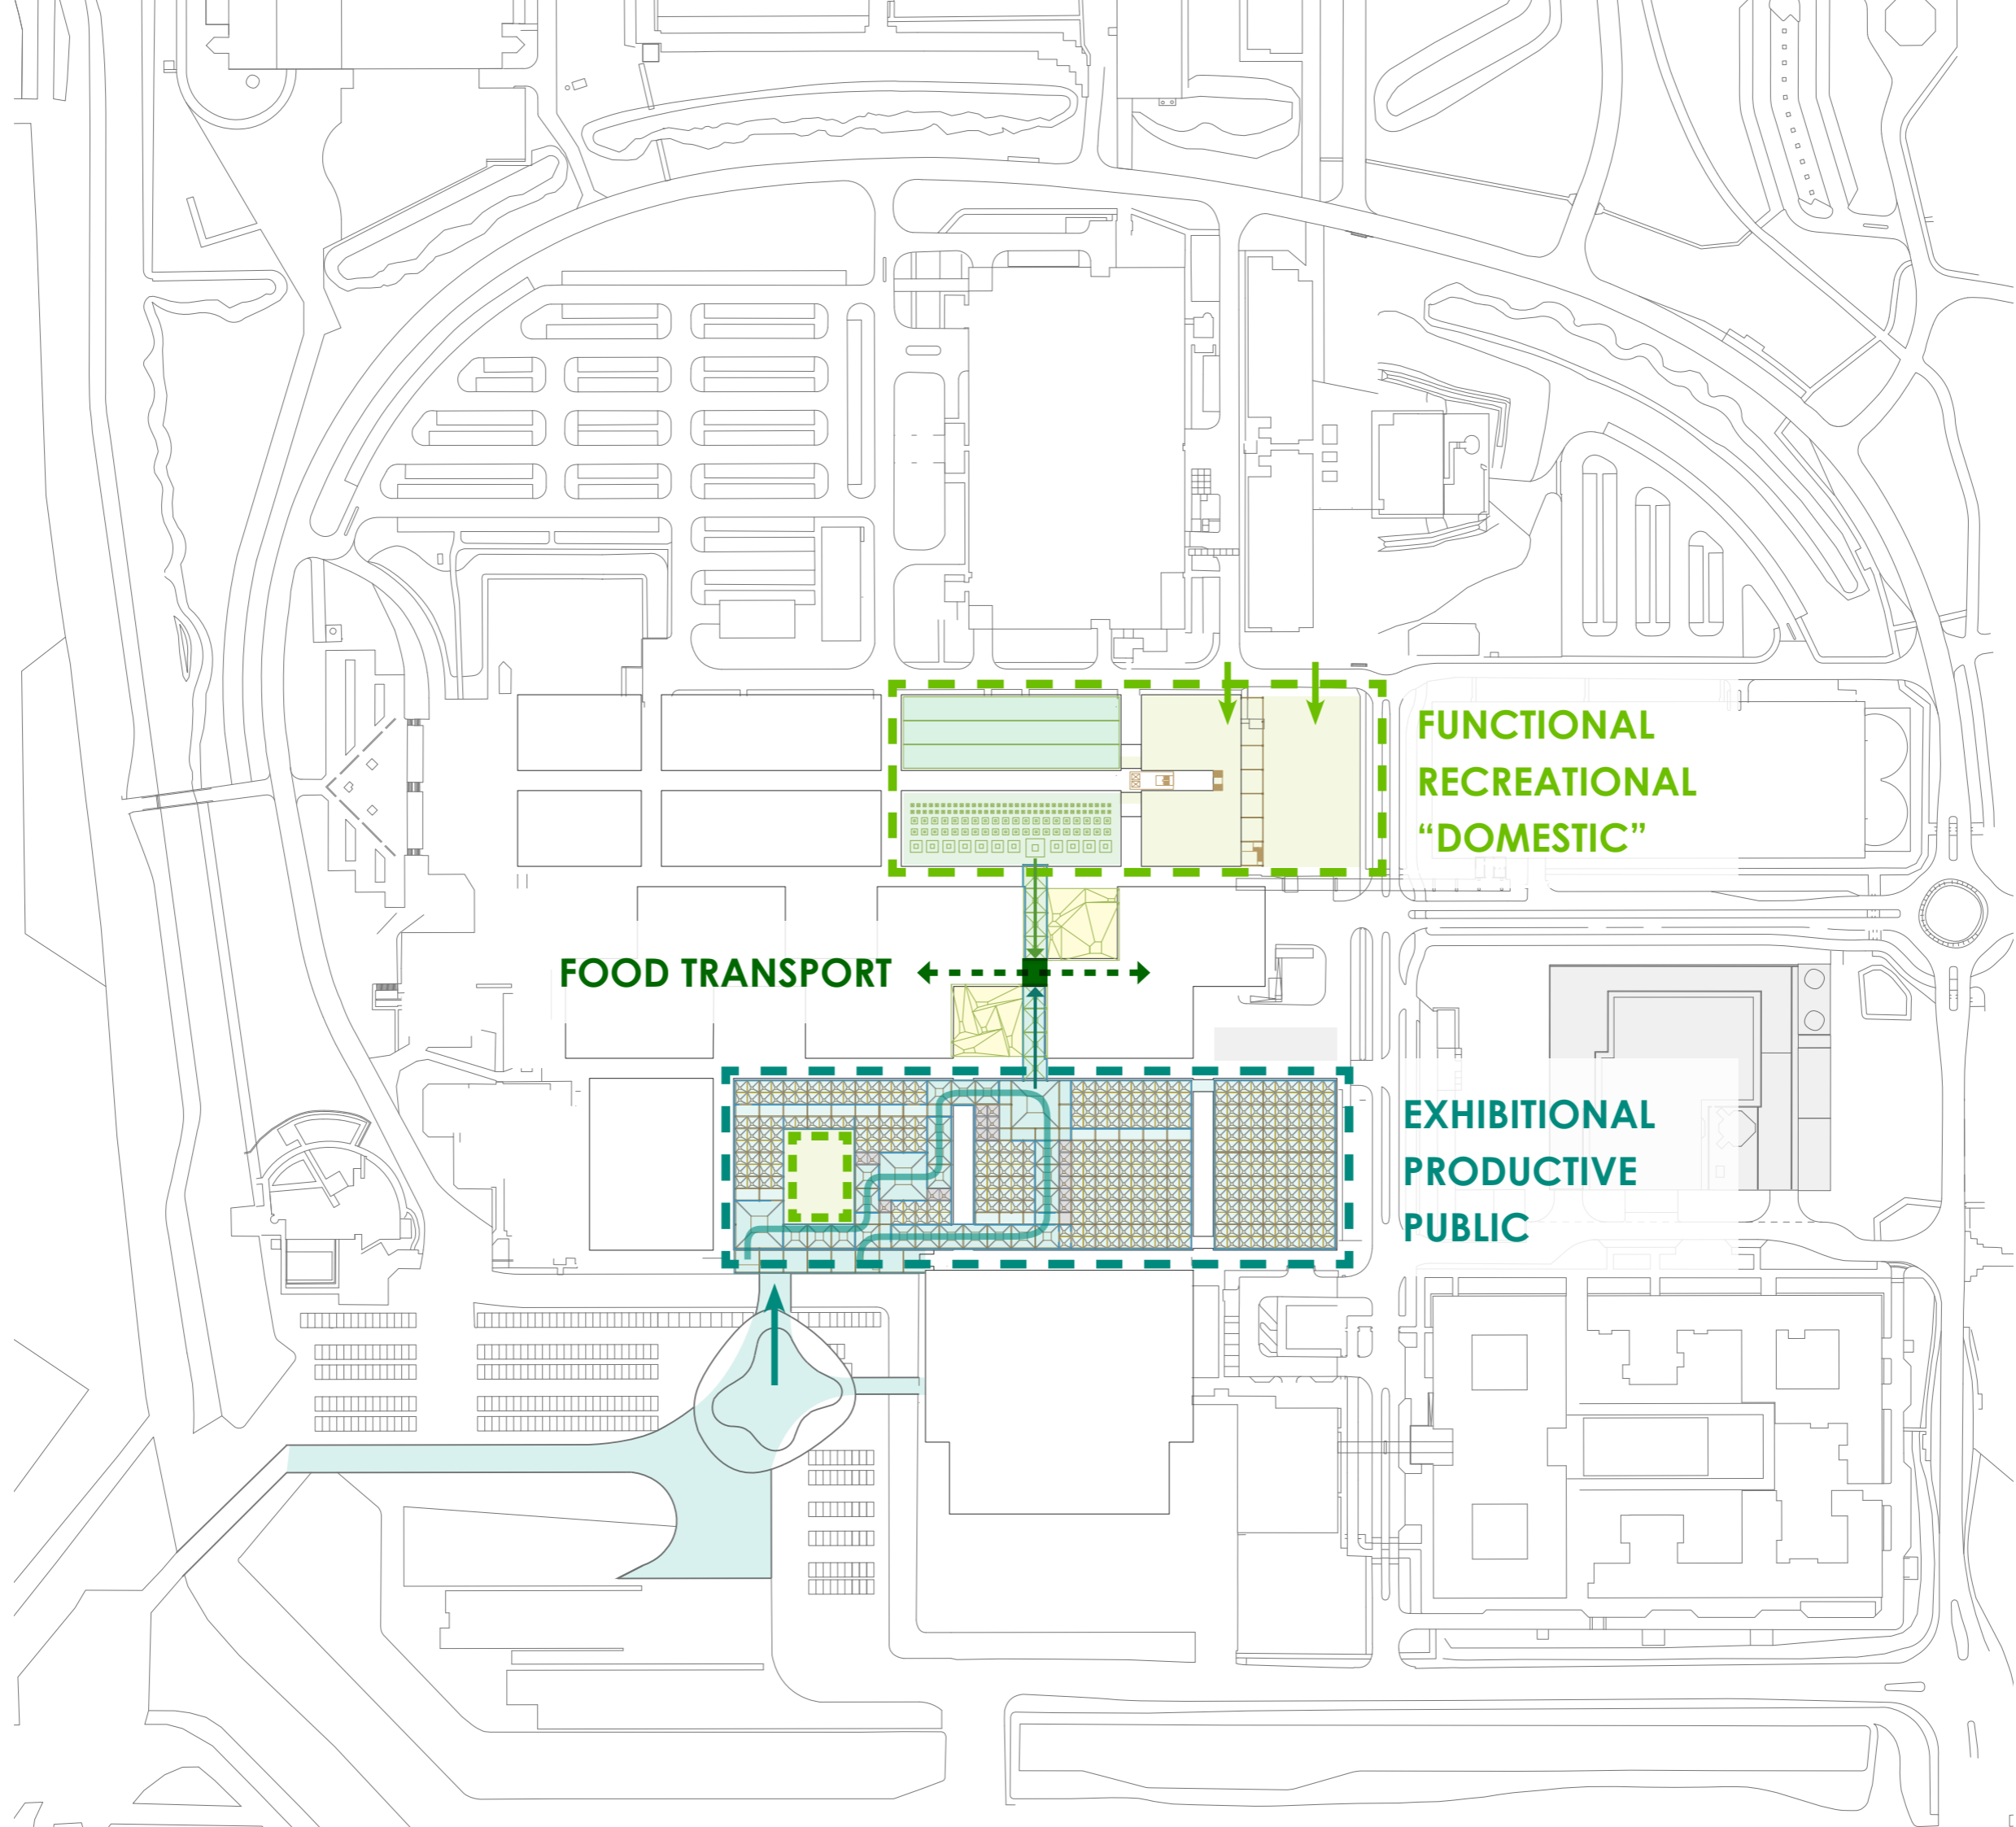 FUNCTIONAL
RECREATIONAL
“DOMESTIC”
FOOD TRANSPORT
EXHIBITIONAL
PRODUCTIVE
PUBLIC